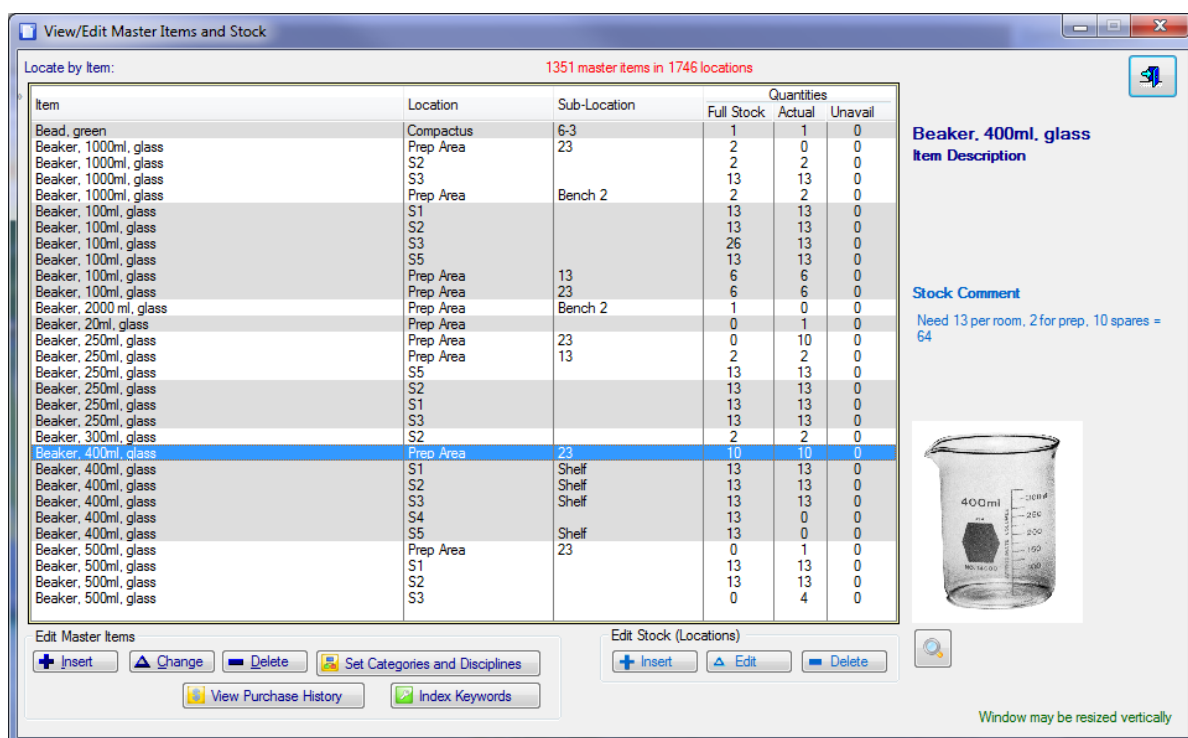 View/Edit Master Items and Stock
Locate by Item:
1351 master items in 1746 locations
Quantities
Item Location Sub-Location Full Stock Actual Unavail
Bead, green Compactus 6-3 1 1 0
Beaker, 1000ml, glass Prep Area 23 2 0 0
Beaker, 1000ml, glass S2 2 2 0
Beaker, 1000ml, glass S3 13 13 0
Beaker, 1000ml, glass Prep Area Bench 2 2 2 0
Beaker, 100ml, glass S1 13 13 0
Beaker, 100ml, glass S2 13 13 0
Beaker, 100ml, glass S3 26 13 0
Beaker, 100ml, glass S5 13 13 0
Beaker, 100ml, glass Prep Area 13 6 6 0
Beaker, 100ml, glass Prep Area 23 6 6 0
Beaker, 2000 ml, glass Prep Area Bench 2 1 0 0
Beaker, 20ml, glass Prep Area 0 1 0
Beaker, 250ml, glass Prep Area 23 0 10 0
Beaker, 250ml, glass Prep Area 13 2 2 0
Beaker, 250ml, glass S5 13 13 0
Beaker, 250ml, glass S2 13 13 0
Beaker, 250ml, glass S1 13 13 0
Beaker, 250ml, glass S3 13 13 0
Beaker, 300ml, glass S2 2 2 0
Beaker, 400ml, glass Prep Area 23 10 10 0
Beaker, 400ml, glass S1 Shelf 13 13 0
Beaker, 400ml, glass S2 Shelf 13 13 0
Beaker, 400ml, glass S3 Shelf 13 13 0
Beaker, 400ml, glass S4 13 0 0
Beaker, 400ml, glass S5 Shelf 13 0 0
Beaker, 500ml, glass Prep Area 23 0 1 0
Beaker, 500ml, glass S1 13 13 0
Beaker, 500ml, glass S2 13 13 0
Beaker, 500ml, glass S3 0 4 0
Beaker, 400ml, glass
Item Description
Stock Comment
Need 13 per room, 2 for prep, 10 spares =
64
400ml
250
200
150
100
Edit Master Items
Insert Change Delete Set Categories and Disciplines
View Purchase History Index Keywords
Edit Stock (Locations)
Insert Edit Delete
Window may be resized vertically